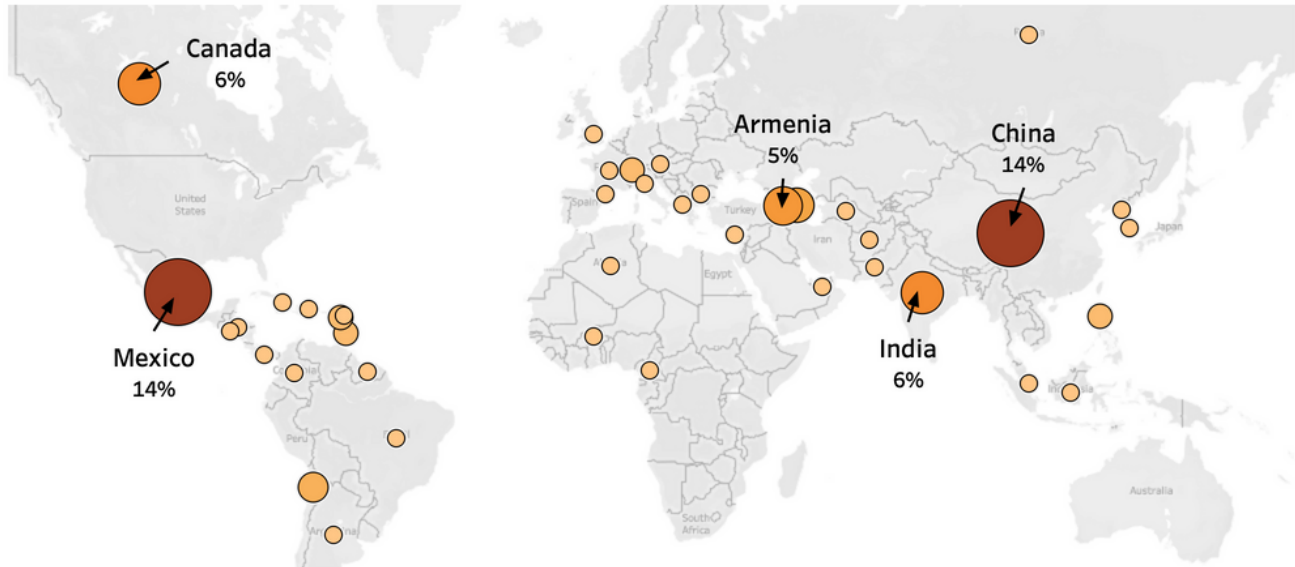 Canada
6%
Armenia
5%
China
14%
United
States
Spain
Turkey
Iran
Japan
Egypt
Mexico
14%
India
6%
Peru
Australia
South
Africa